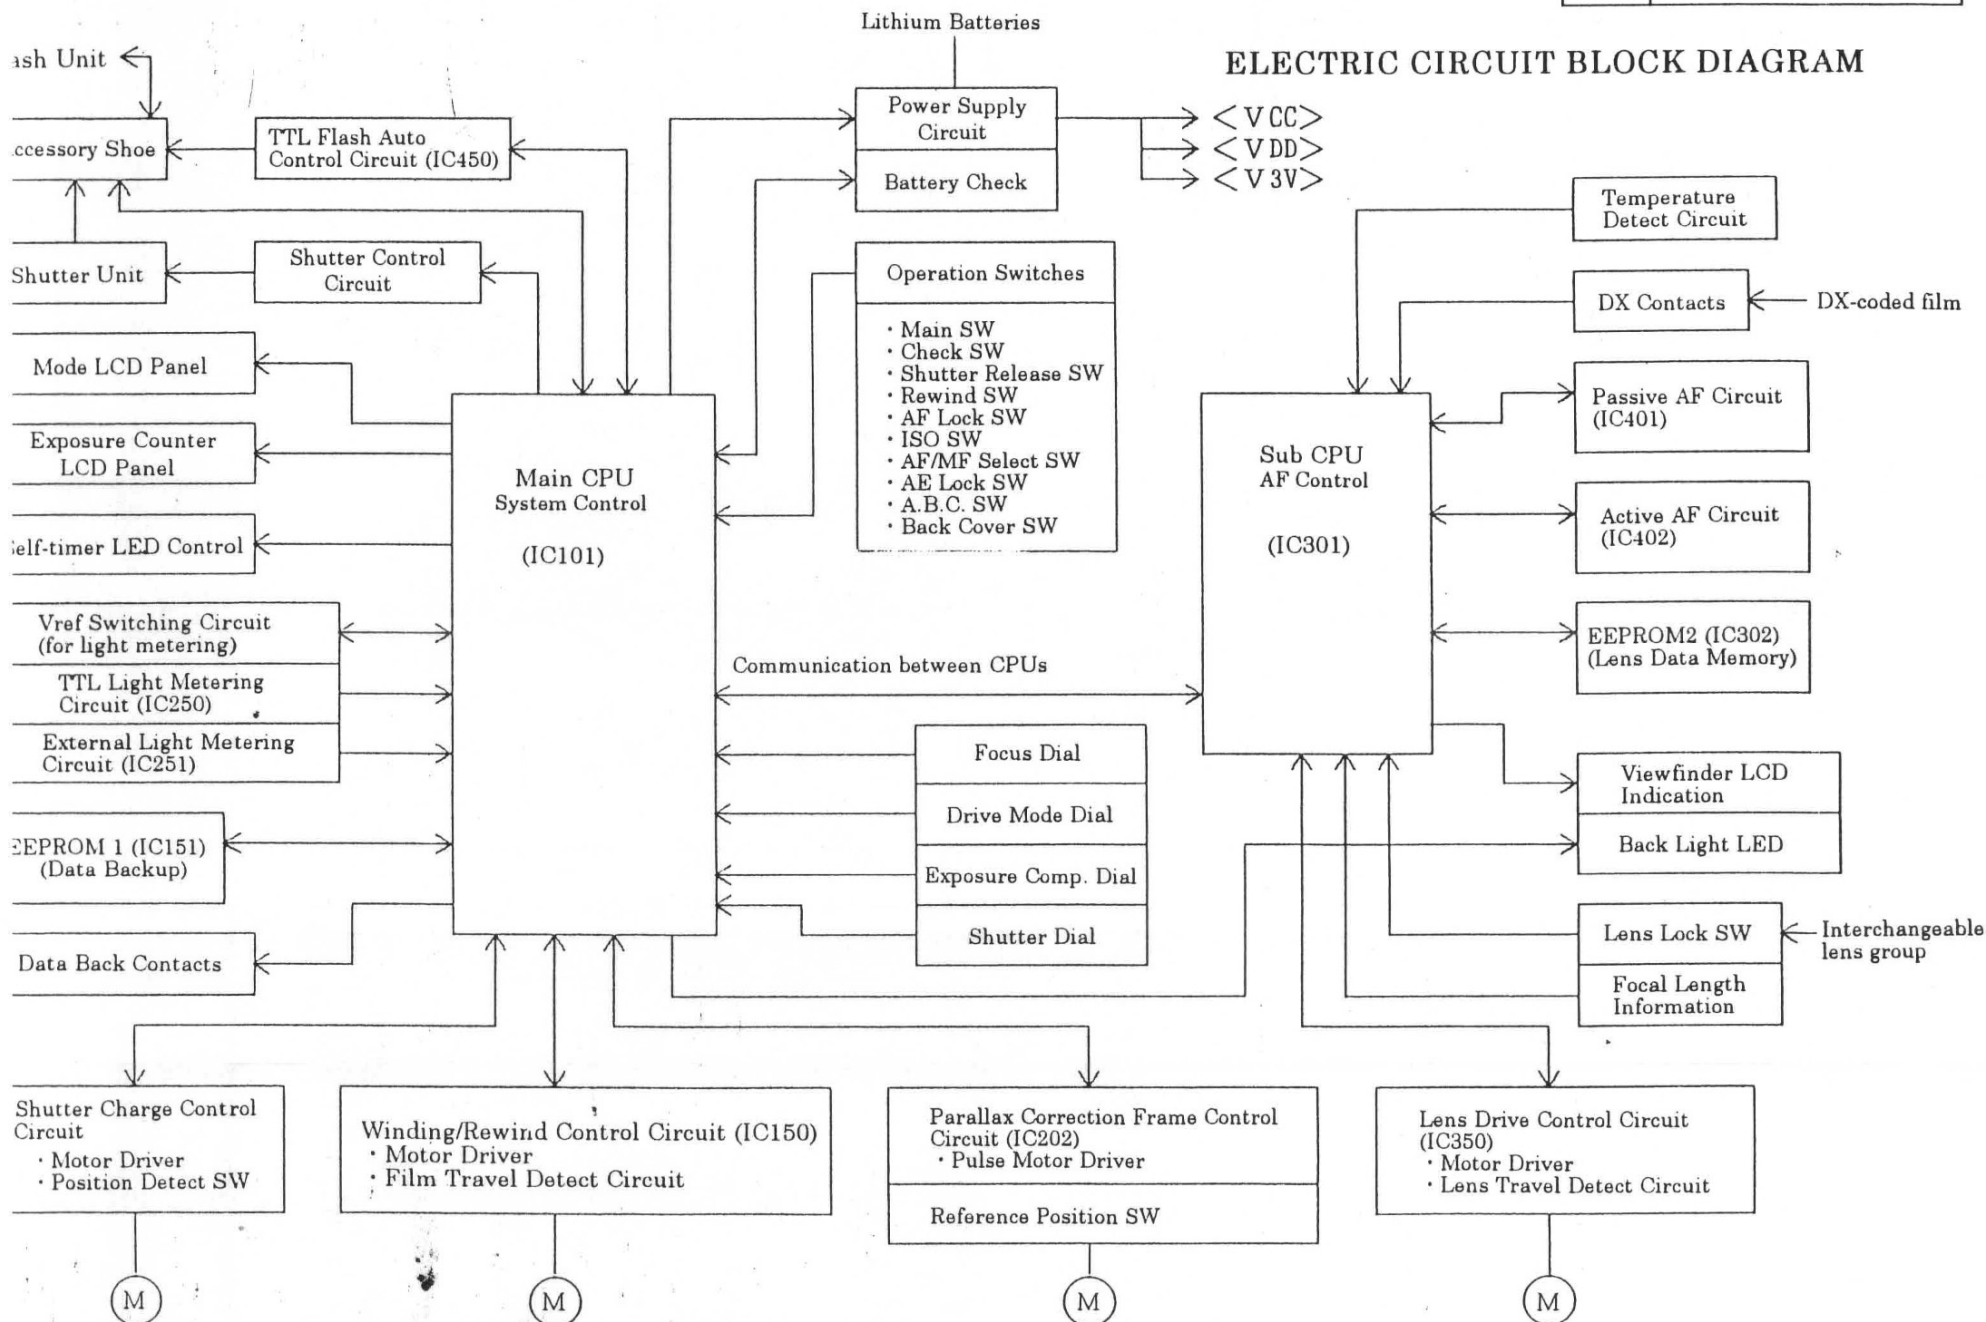 Lithium Batteries
ELECTRIC CIRCUIT BLOCK DIAGRAM
Unit
Shoe
TTL Flash Auto
Control Circuit (IC450)
Power Supply
Circuit
Battery Check
<VCC>
<VDD>
<V3V>
Temperature
Detect Circuit
Shutter Unit
Shutter Control
Circuit
Operation Switches
· Main SW
· Check SW
· Shutter Release SW
· Rewind SW
· AF Lock SW
· ISO SW
· AF/MF Select SW
· AE Lock SW
· A.B.C. SW
· Back Cover SW
DX Contacts
DX-coded film
Mode LCD Panel
Exposure Counter
LCD Panel
LED Control
Main CPU
System Control
(IC101)
Sub CPU
AF Control
(IC301)
Passive AF Circuit
(IC401)
Active AF Circuit
(IC402)
EEPROM2 (IC302)
(Lens Data Memory)
Vref Switching Circuit
(for light metering)
TTL Light Metering
Circuit (IC250)
External Light Metering
Circuit (IC251)
Communication between CPUs
Focus Dial
Drive Mode Dial
Exposure Comp. Dial
Shutter Dial
Viewfinder LCD
Indication
Back Light LED
EEPROM 1 (IC151)
(Data Backup)
Data Back Contacts
Lens Lock SW
Interchangeable
lens group
Focal Length
Information
Shutter Charge Control
Circuit
· Motor Driver
· Position Detect SW
Winding/Rewind Control Circuit (IC150)
· Motor Driver
· Film Travel Detect Circuit
Parallax Correction Frame Control
Circuit (IC202)
· Pulse Motor Driver
Reference Position SW
Lens Drive Control Circuit
(IC350)
· Motor Driver
· Lens Travel Detect Circuit
M
M
M
M